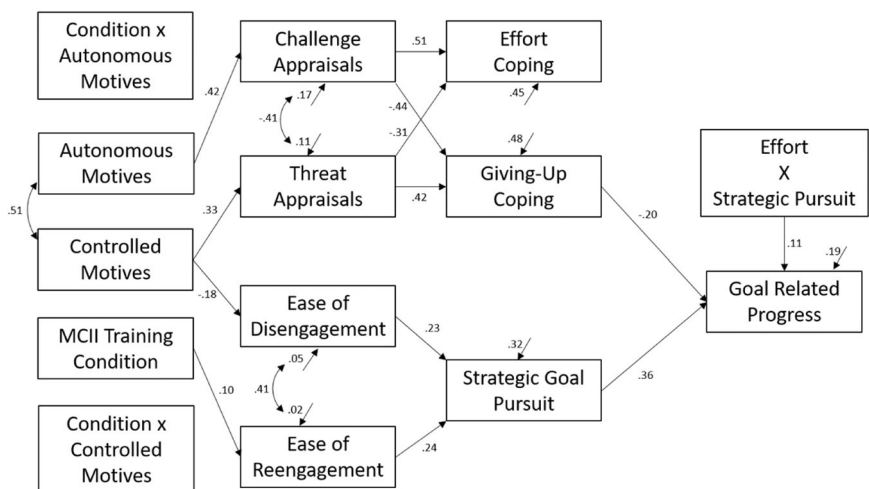 Condition x
Autonomous
Motives
Challenge
Appraisals
.51
Effort
Coping
.42
.17
-.44
.45
-.41
-.31
.11
.48
Autonomous
Motives
Threat
Appraisals
.42
Giving-Up
Coping
Effort
X
Strategic Pursuit
.51
.33
-.20
.11
.19
Controlled
Motives
-.18
Goal Related
Progress
Ease of
Disengagement
.23
MCII Training
Condition
.05
.32
.10
.41
Strategic Goal
Pursuit
.36
.02
Condition x
Controlled
Motives
Ease of
Reengagement
.24